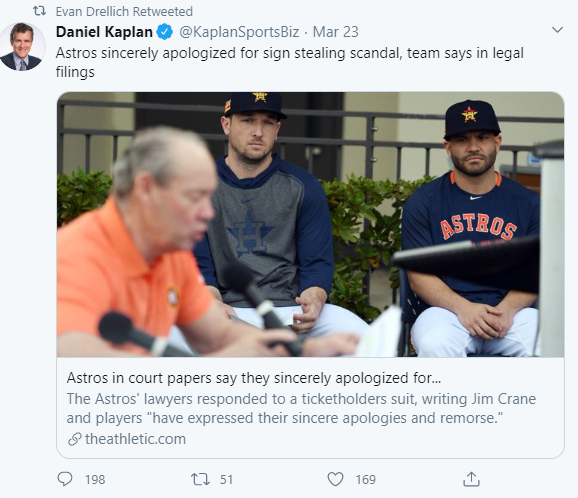 Evan Drellich Retweeted
Daniel Kaplan @KaplanSportsBiz · Mar 23
Astros sincerely apologized for sign stealing scandal, team says in legal
filings
ASTROS
Astros in court papers say they sincerely apologized for...
The Astros' lawyers responded to a ticketholders suit, writing Jim Crane
and players "have expressed their sincere apologies and remorse."
theathletic.com
198 51 169